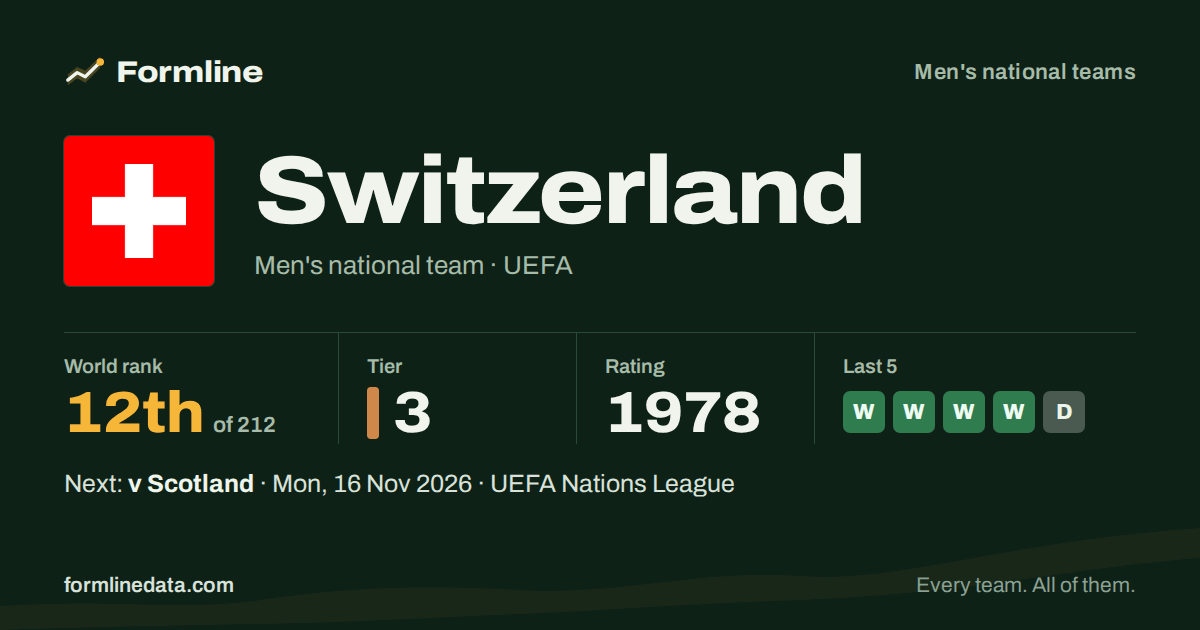 Formline
Men's national teams
Switzerland
Men's national team · UEFA
World rank
12th of 212
Tier
3
Rating
1978
Last 5
W W W W D
Next: v Scotland · Mon, 16 Nov 2026 · UEFA Nations League
formlinedata.com
Every team. All of them.